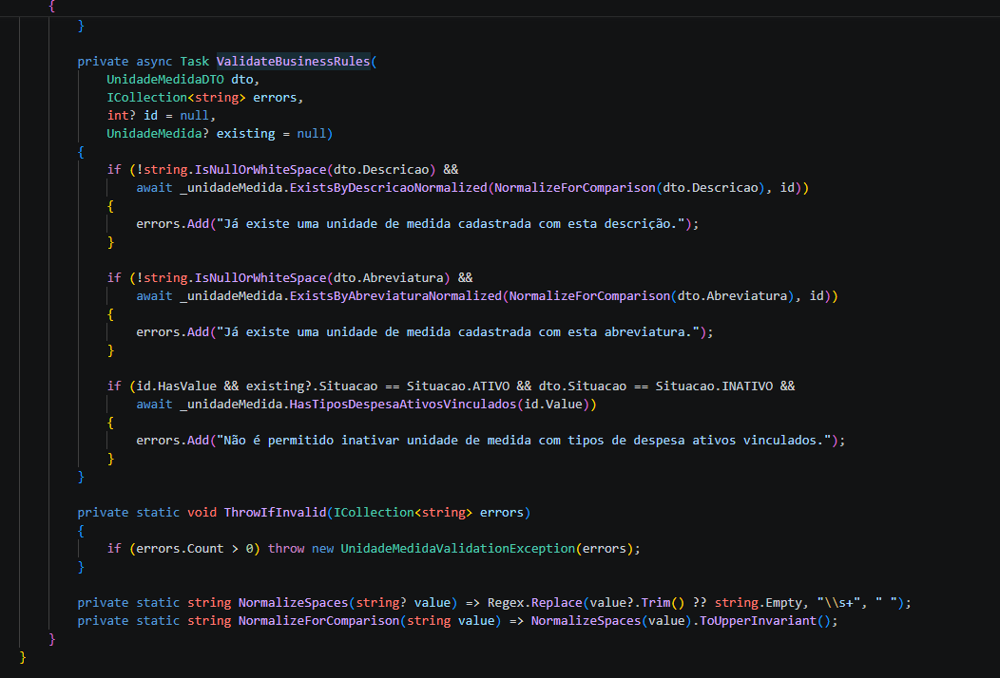 {
}
private async Task ValidateBusinessRules(
UnidadeMedidaDTO dto,
ICollection<string> errors,
int? id = null,
UnidadeMedida? existing = null)
{
if (!string.IsNullOrWhiteSpace(dto.Descricao) &&
await _unidadeMedida.ExistsByDescricaoNormalized(NormalizeForComparison(dto.Descricao), id))
{
errors.Add("Já existe uma unidade de medida cadastrada com esta descrição.");
}
if (!string.IsNullOrWhiteSpace(dto.Abreviatura) &&
await _unidadeMedida.ExistsByAbreviaturaNormalized(NormalizeForComparison(dto.Abreviatura), id))
{
errors.Add("Já existe uma unidade de medida cadastrada com esta abreviatura.");
}
if (id.HasValue && existing?.Situacao == Situacao.ATIVO && dto.Situacao == Situacao.INATIVO &&
await _unidadeMedida.HasTiposDespesaAtivosVinculados(id.Value))
{
errors.Add("Não é permitido inativar unidade de medida com tipos de despesa ativos vinculados.");
}
}
private static void ThrowIfInvalid(ICollection<string> errors)
{
if (errors.Count > 0) throw new UnidadeMedidaValidationException(errors);
}
private static string NormalizeSpaces(string? value) => Regex.Replace(value?.Trim() ?? string.Empty, "\\s+", " ");
private static string NormalizeForComparison(string value) => NormalizeSpaces(value).ToUpperInvariant();
}
}